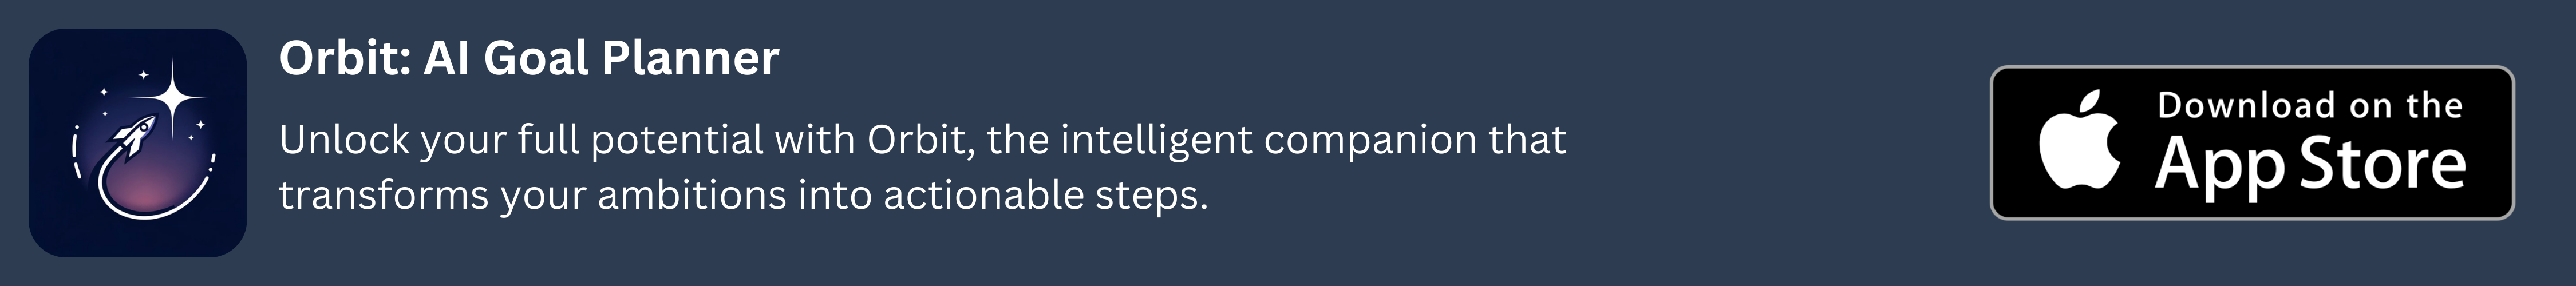 Orbit: AI Goal Planner
Unlock your full potential with Orbit, the intelligent companion that
transforms your ambitions into actionable steps.
Download on the
App Store